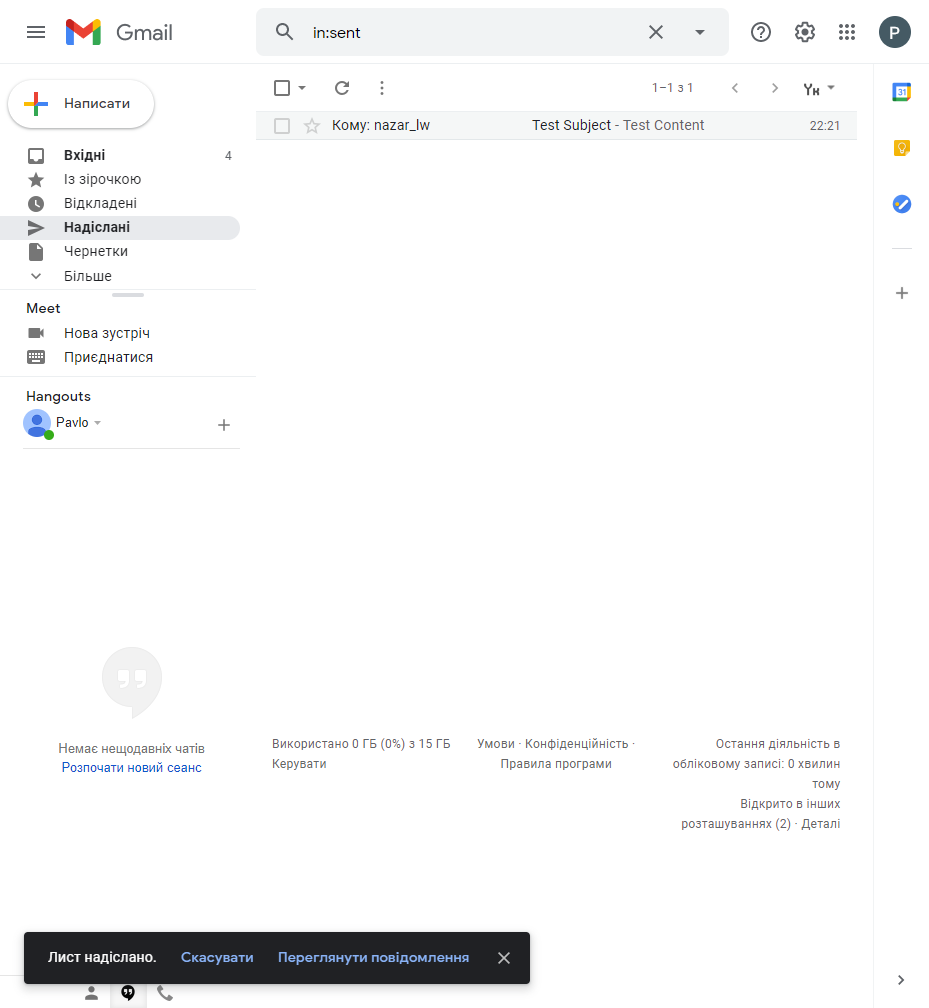 Gmail
in:sent
P
Написати
1–1 з 1
Ук
31
Кому: nazar_lw
Test Subject - Test Content
22:21
Вхідні
4
Із зірочкою
Відкладені
Надіслані
Чернетки
Більше
Meet
Нова зустріч
Приєднатися
Hangouts
Pavlo
Немає нещодавніх чатів
Розпочати новий сеанс
Використано 0 ГБ (0%) з 15 ГБ
Керувати
Умови · Конфіденційність ·
Правила програми
Остання діяльність в
обліковому записі: 0 хвилин
тому
Відкрито в інших
розташуваннях (2) · Деталі
Лист надіслано.
Скасувати
Переглянути повідомлення